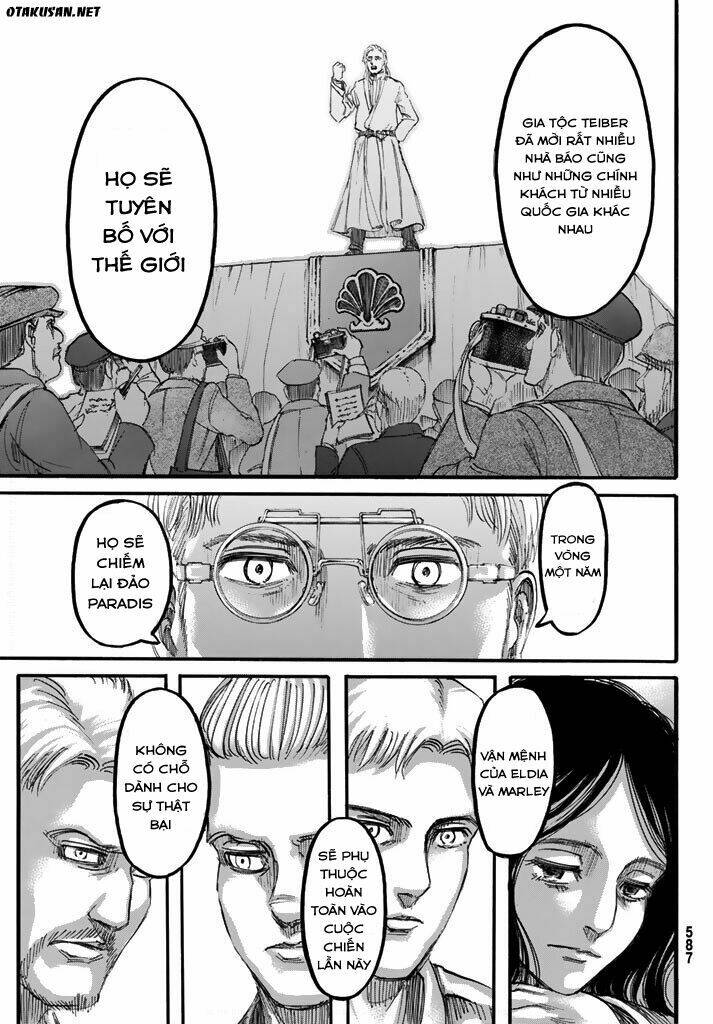 OTAKUSAN.NET
GIA TỘC TEIBER
ĐÃ MỜI RẤT NHIỀU
NHÀ BÁO CŨNG
NHƯ NHỮNG CHÍNH
KHÁCH TỪ NHIỀU
QUỐC GIA KHÁC
NHAU
HỌ SẼ
TUYÊN
BỐ VỚI
THẾ GIỚI
TRONG
VÒNG
MỘT NĂM
HỌ SẼ
CHIẾM
LẠI ĐẢO
PARADIS
VẬN MỆNH
CỦA ELDIA
VÀ MARLEY
SẼ PHỤ
THUỘC
HOÀN
TOÀN VÀO
CUỘC
CHIẾN
LẦN NÀY
KHÔNG
CÓ CHỖ
DÀNH CHO
SỰ THẤT
BẠI
587